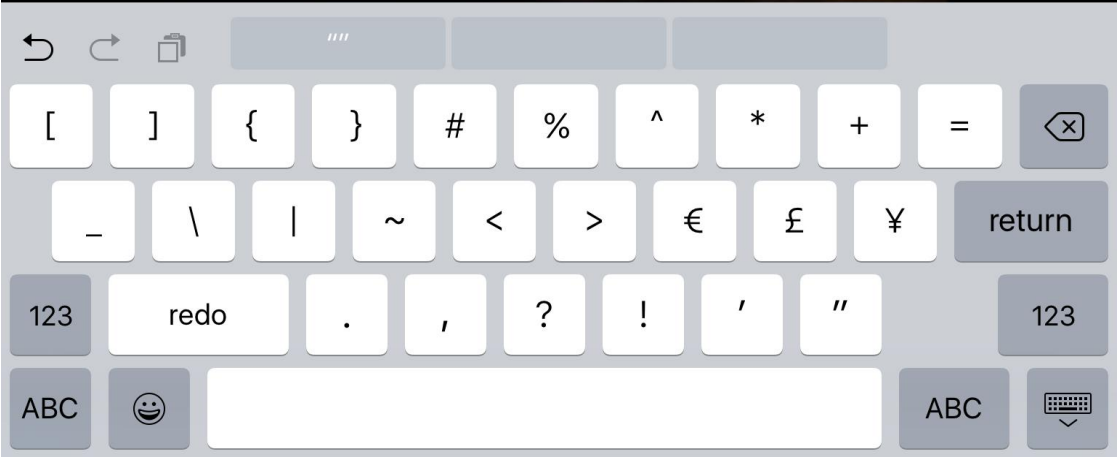 ""
[ ] { } # % ^ * + =
_ \ | ~ < > € £ ¥ return
123 redo . , ? ! ' " 123
ABC ABC